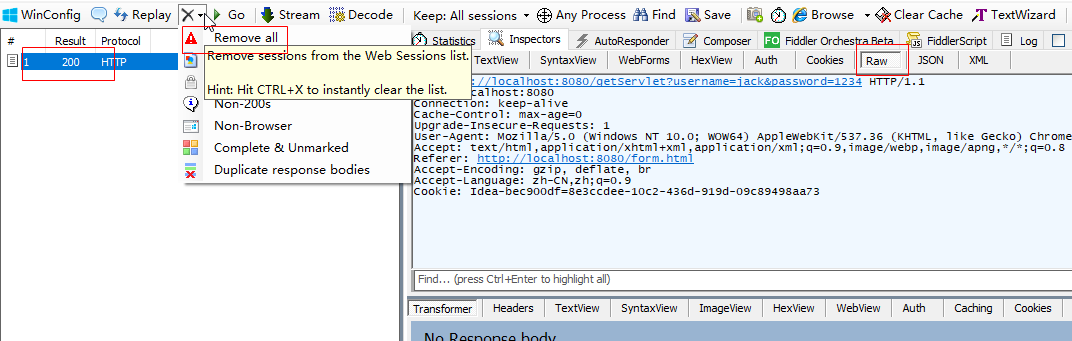 WinConfig Replay Go Stream Decode Keep: All sessions Any Process Find Save Browse Clear Cache TextWizard
# Result Protocol
1 200 HTTP
Remove all
Remove sessions from the Web Sessions list.
Hint: Hit CTRL+X to instantly clear the list.
Non-200s
Non-Browser
Complete & Unmarked
Duplicate response bodies
Statistics Inspectors AutoResponder Composer FO Fiddler Orchestra Beta FiddlerScript Log
TextView SyntaxView WebForms HexView Auth Cookies Raw JSON XML
//localhost:8080/getServlet?username=jack&password=1234 HTTP/1.1
localhost:8080
Connection: keep-alive
Cache-Control: max-age=0
Upgrade-Insecure-Requests: 1
User-Agent: Mozilla/5.0 (Windows NT 10.0; WOW64) AppleWebKit/537.36 (KHTML, like Gecko) Chrome
Accept: text/html,application/xhtml+xml,application/xml;q=0.9,image/webp,image/apng,*/*;q=0.8
Referer: http://localhost:8080/form.html
Accept-Encoding: gzip, deflate, br
Accept-Language: zh-CN,zh;q=0.9
Cookie: Idea-bec900df=8e3ccdee-10c2-436d-919d-09c89498aa73
Find... (press Ctrl+Enter to highlight all)
Transformer Headers TextView SyntaxView ImageView HexView WebView Auth Caching Cookies
No Response body